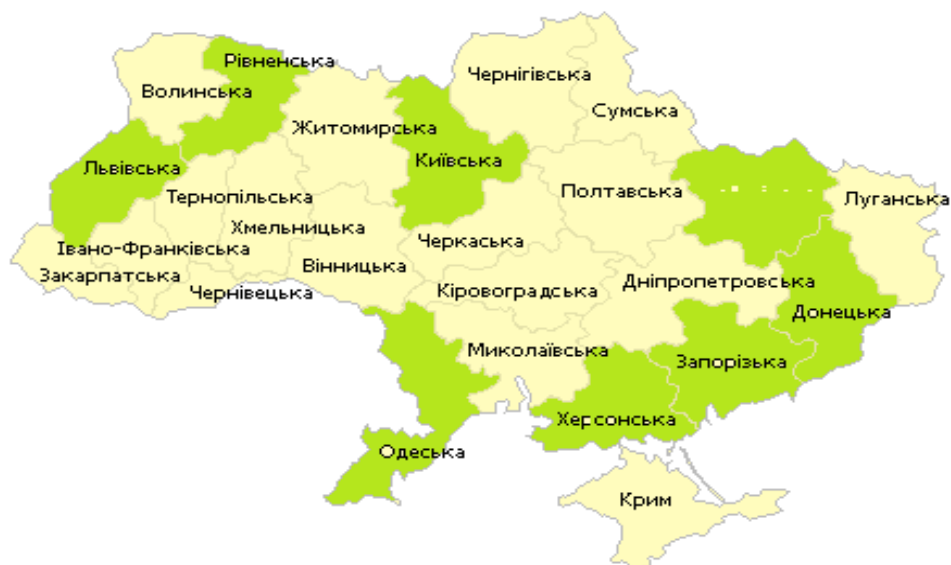 Рівненська
Чернігівська
Волинська
Сумська
Житомирська
Київська
Львівська
Полтавська
Тернопільська
Луганська
Хмельницька
Черкаська
Івано-Франківська
Вінницька
Закарпатська
Дніпропетровська
Чернівецька
Кіровоградська
Донецька
Миколаївська
Запорізька
Херсонська
Одеська
Крим